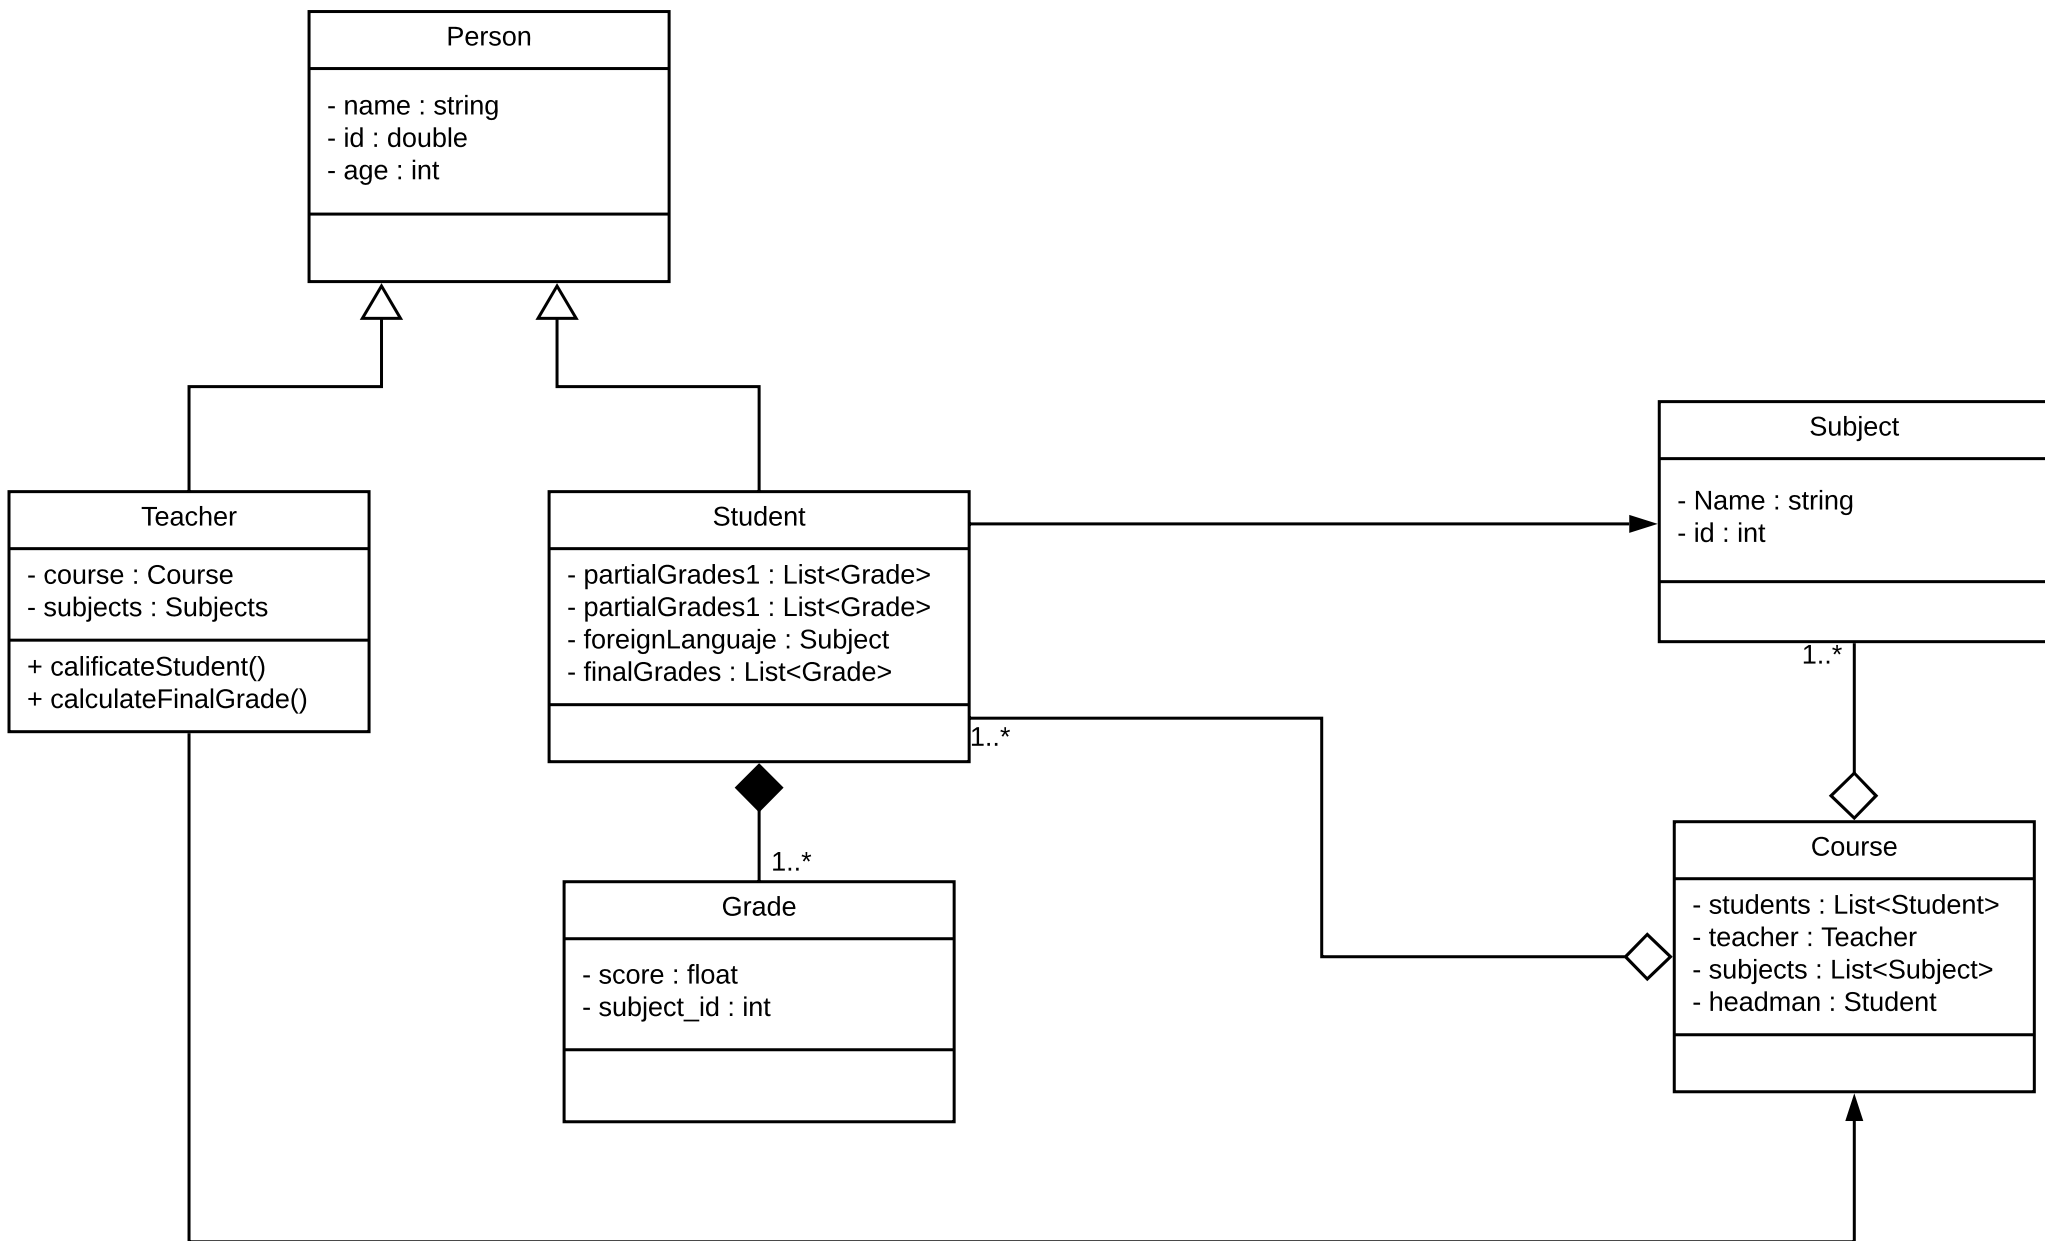 Person
- name : string
- id : double
- age : int
Teacher
- course : Course
- subjects : Subjects
+ calificateStudent()
+ calculateFinalGrade()
Student
- partialGrades1 : List<Grade>
- partialGrades1 : List<Grade>
- foreignLanguaje : Subject
- finalGrades : List<Grade>
1..*
1..*
Grade
- score : float
- subject_id : int
Subject
- Name : string
- id : int
1..*
Course
- students : List<Student>
- teacher : Teacher
- subjects : List<Subject>
- headman : Student